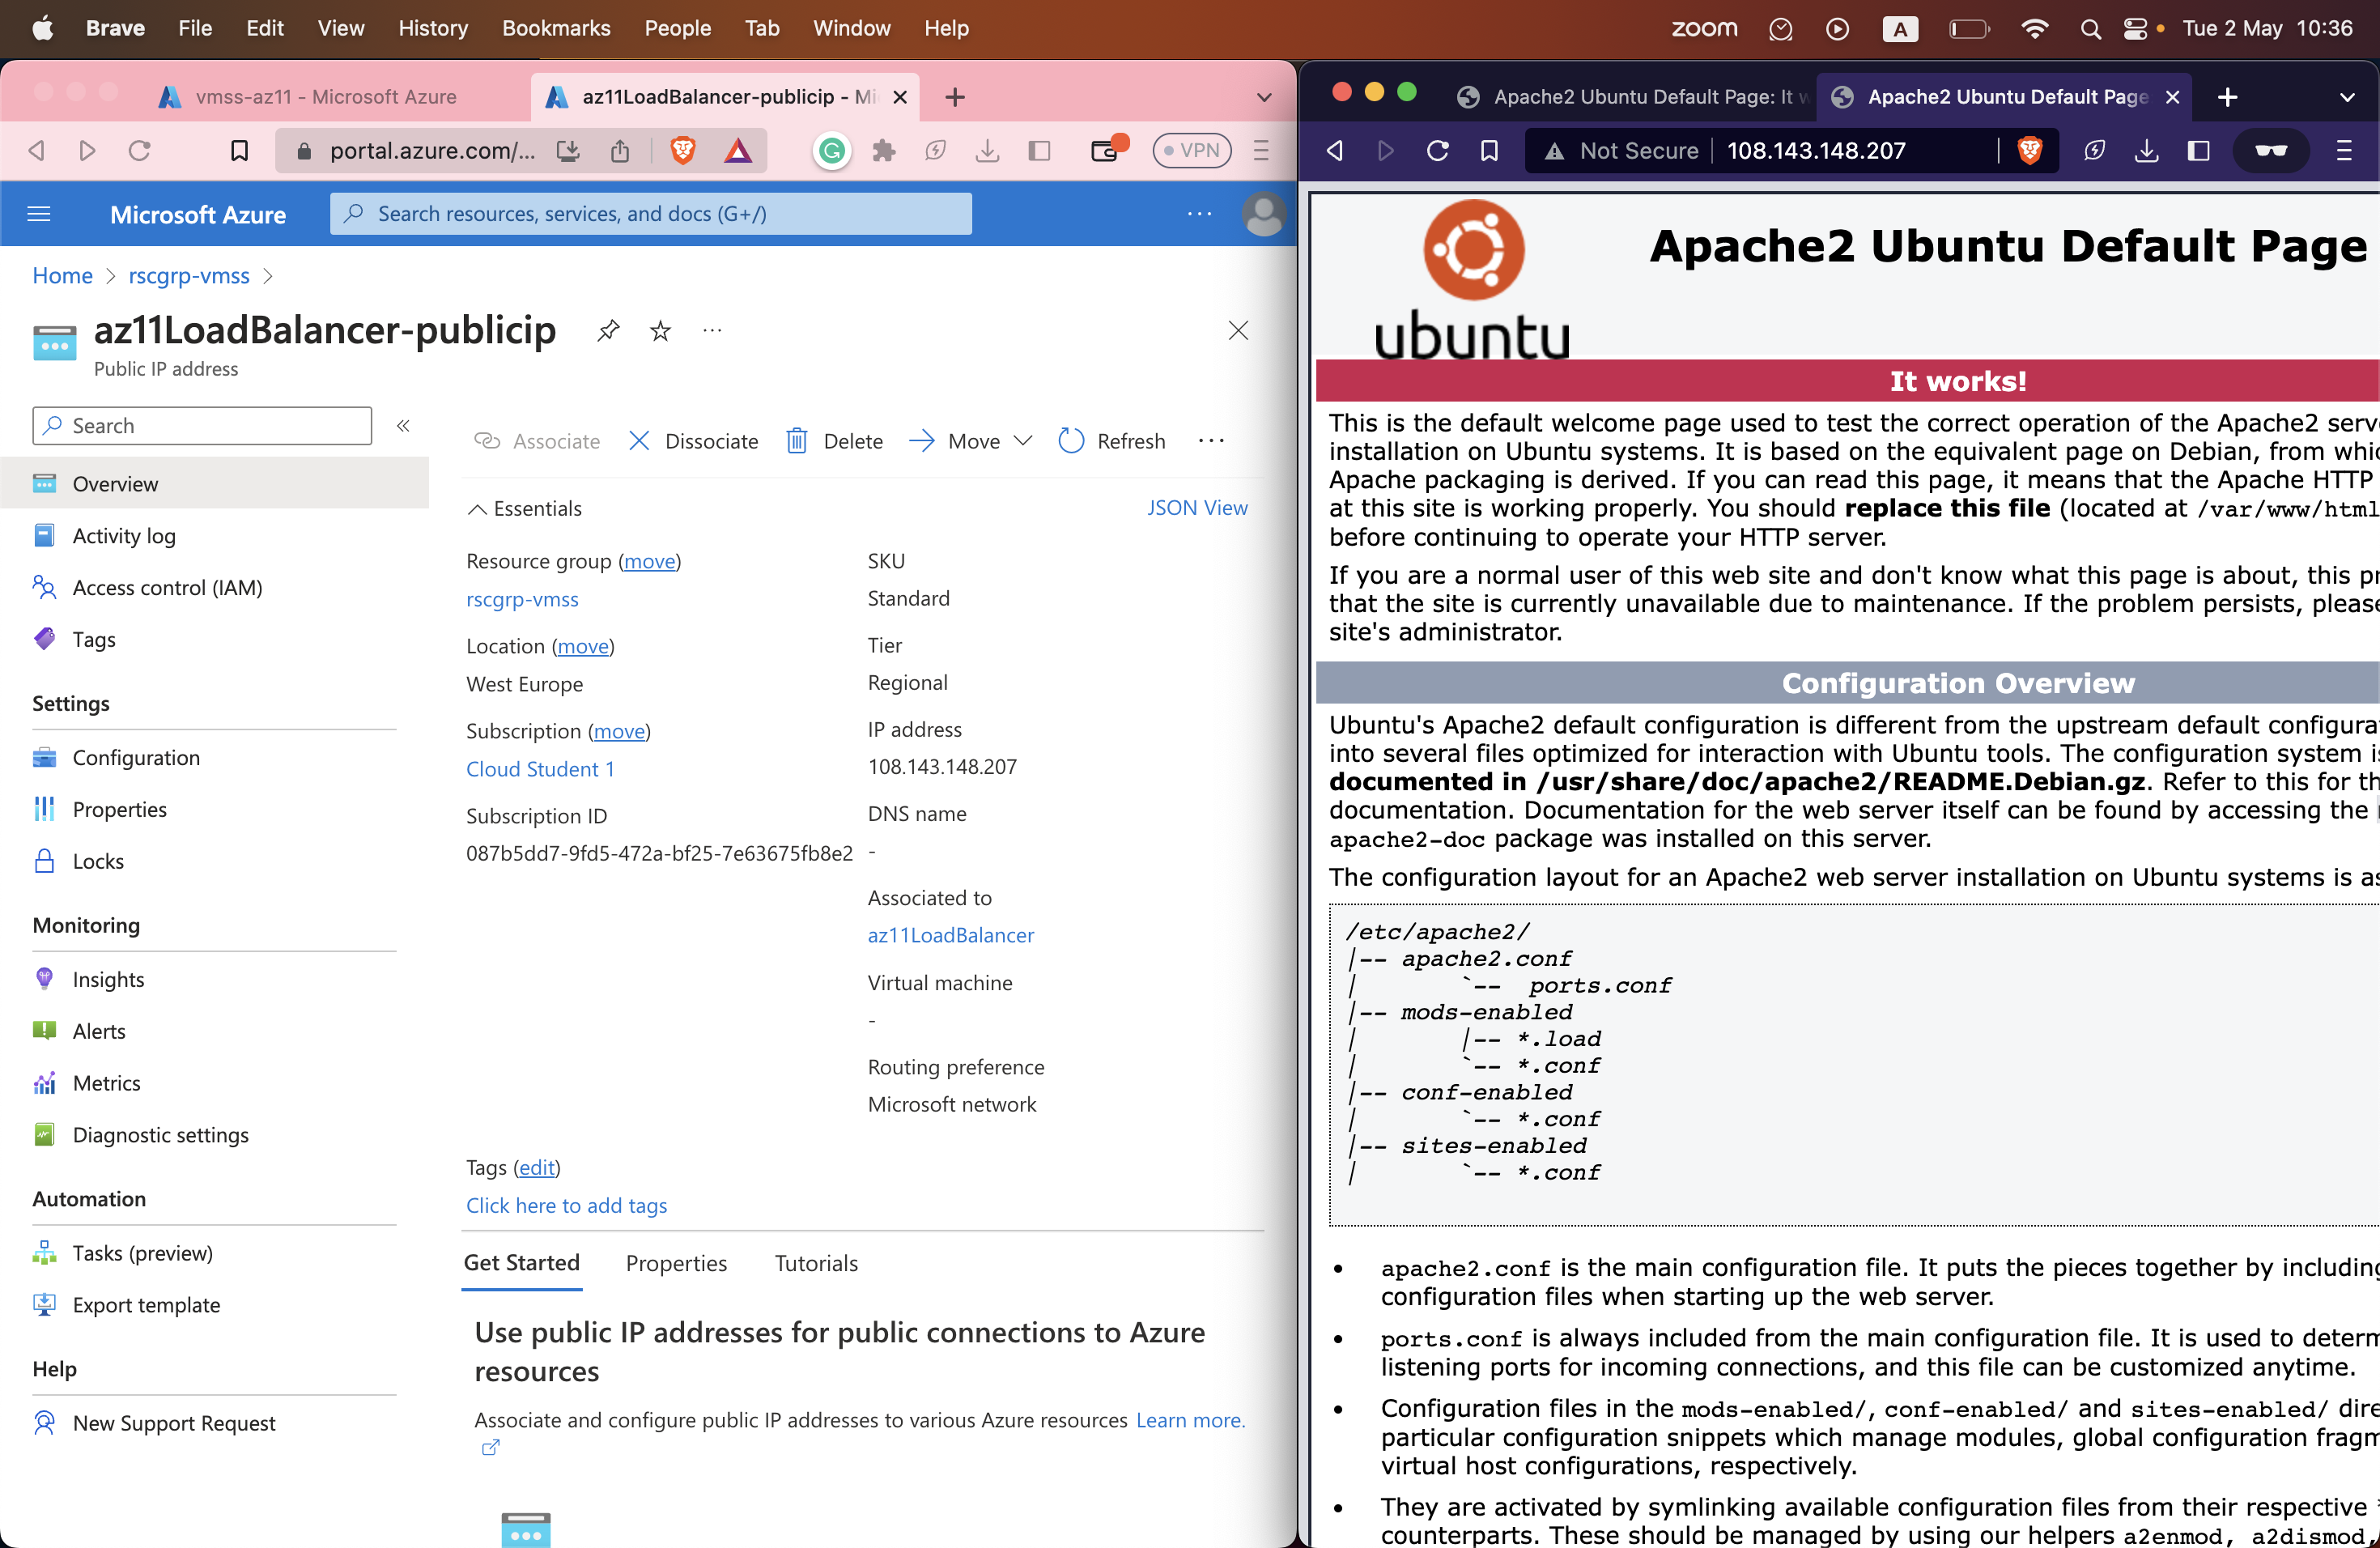 Brave File Edit View History Bookmarks People Tab Window Help
zoom A Tue 2 May 10:36
vmss-az11 - Microsoft Azure
az11LoadBalancer-publicip - Mi
portal.azure.com/...
VPN
Microsoft Azure
Search resources, services, and docs (G+/)
Home > rscgrp-vmss >
az11LoadBalancer-publicip
Public IP address
Search
Overview
Activity log
Access control (IAM)
Tags
Settings
Configuration
Properties
Locks
Monitoring
Insights
Alerts
Metrics
Diagnostic settings
Automation
Tasks (preview)
Export template
Help
New Support Request
Associate Dissociate Delete Move Refresh
Essentials
JSON View
Resource group (move)
rscgrp-vmss
Location (move)
West Europe
Subscription (move)
Cloud Student 1
Subscription ID
087b5dd7-9fd5-472a-bf25-7e63675fb8e2
SKU
Standard
Tier
Regional
IP address
108.143.148.207
DNS name
-
Associated to
az11LoadBalancer
Virtual machine
-
Routing preference
Microsoft network
Tags (edit)
Click here to add tags
Get Started Properties Tutorials
Use public IP addresses for public connections to Azure
resources
Associate and configure public IP addresses to various Azure resources Learn more.
Apache2 Ubuntu Default Page: It w
Apache2 Ubuntu Default Page
Not Secure 108.143.148.207
ubuntu
Apache2 Ubuntu Default Page
It works!
This is the default welcome page used to test the correct operation of the Apache2 serv
installation on Ubuntu systems. It is based on the equivalent page on Debian, from whic
Apache packaging is derived. If you can read this page, it means that the Apache HTTP
at this site is working properly. You should replace this file (located at /var/www/html
before continuing to operate your HTTP server.
If you are a normal user of this web site and don't know what this page is about, this pr
that the site is currently unavailable due to maintenance. If the problem persists, please
site's administrator.
Configuration Overview
Ubuntu's Apache2 default configuration is different from the upstream default configurat
into several files optimized for interaction with Ubuntu tools. The configuration system is
documented in /usr/share/doc/apache2/README.Debian.gz. Refer to this for th
documentation. Documentation for the web server itself can be found by accessing the
apache2-doc package was installed on this server.
The configuration layout for an Apache2 web server installation on Ubuntu systems is as
/etc/apache2/
|-- apache2.conf
|       `--  ports.conf
|-- mods-enabled
|       |-- *.load
|       `-- *.conf
|-- conf-enabled
|       `-- *.conf
|-- sites-enabled
|       `-- *.conf
• apache2.conf is the main configuration file. It puts the pieces together by including
configuration files when starting up the web server.
• ports.conf is always included from the main configuration file. It is used to determ
listening ports for incoming connections, and this file can be customized anytime.
• Configuration files in the mods-enabled/, conf-enabled/ and sites-enabled/ dire
particular configuration snippets which manage modules, global configuration fragm
virtual host configurations, respectively.
• They are activated by symlinking available configuration files from their respective
counterparts. These should be managed by using our helpers a2enmod, a2dismod,